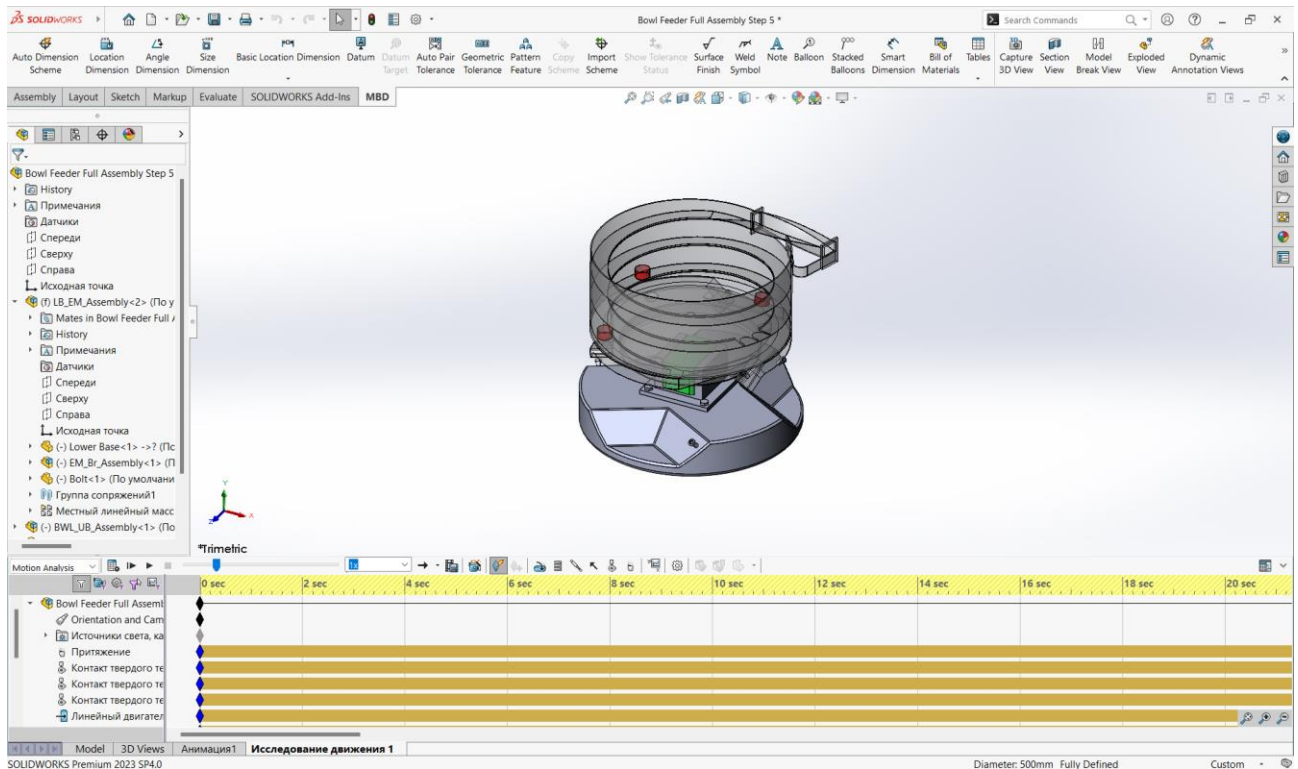 SOLIDWORKS
Bowl Feeder Full Assembly Step 5 *
Search Commands
Auto Dimension Scheme
Location Dimension
Angle Dimension
Size Dimension
Basic Location Dimension
Datum
Datum Target
Auto Pair Tolerance
Geometric Tolerance
Pattern Feature
Copy Scheme
Import Scheme
Show Tolerance Status
Surface Finish
Weld Symbol
Note
Balloon
Stacked Balloons
Smart Dimension
Bill of Materials
Tables
Capture 3D View
Section View
Model Break View
Exploded View
Dynamic Annotation Views
Assembly Layout Sketch Markup Evaluate SOLIDWORKS Add-Ins MBD
Bowl Feeder Full Assembly Step 5
History
Примечания
Датчики
Спереди
Сверху
Справа
Исходная точка
(f) LB_EM_Assembly<2> (По у
Mates in Bowl Feeder Full
History
Примечания
Датчики
Спереди
Сверху
Справа
Исходная точка
(-) Lower Base<1> ->? (Пс
(-) EM_Br_Assembly<1> (П
(-) Bolt<1> (По умолчани
Группа сопряжений1
Местный линейный масс
(-) BWL_UB_Assembly<1> (По
Y
X
Z
*Trimetric
Motion Analysis
1x
0 sec 2 sec 4 sec 6 sec 8 sec 10 sec 12 sec 14 sec 16 sec 18 sec 20 sec
Bowl Feeder Full Assemb
Orientation and Cam
Источники света, ка
Притяжение
Контакт твердого те
Контакт твердого те
Контакт твердого те
Линейный двигател
Model 3D Views Анимация1 Исследование движения 1
SOLIDWORKS Premium 2023 SP4.0
Diameter: 500mm Fully Defined
Custom